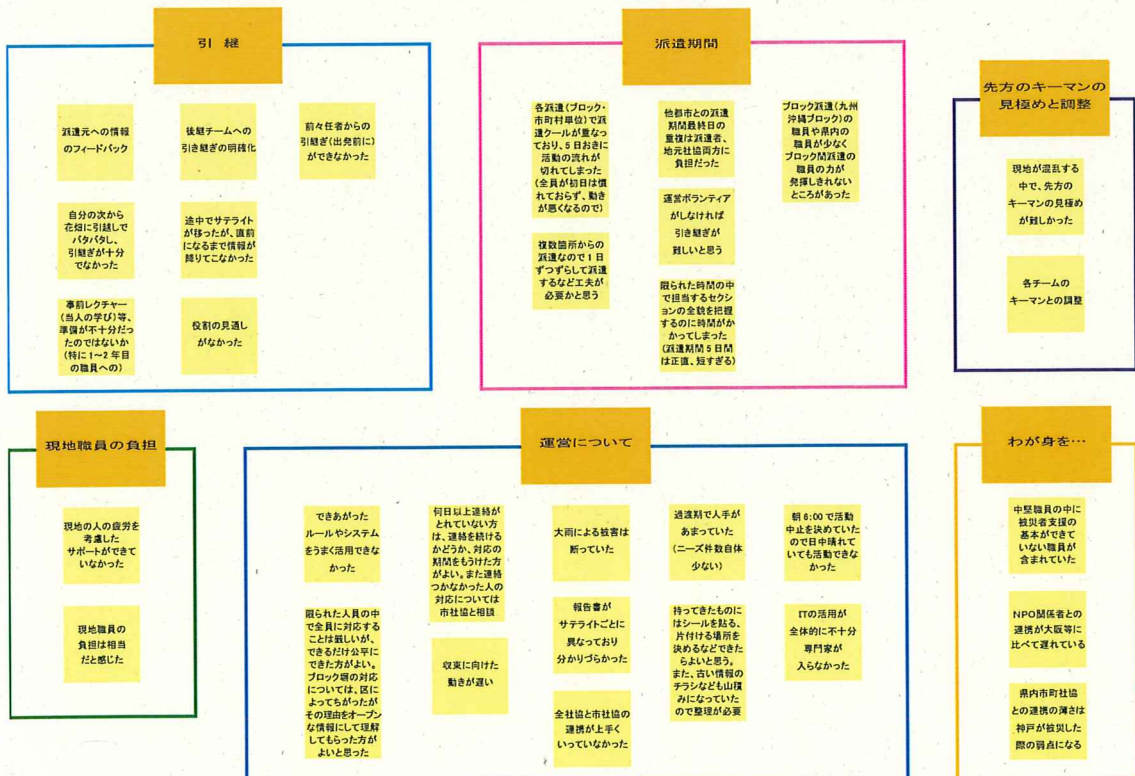 引継
派遣元への情報
のフィードバック
後継チームへの
引き継ぎの明確化
前々任者からの
引継ぎ(出発前に)
ができなかった
自分の次から
花畑に引越しで
バタバタし、
引継ぎが十分
でなかった
途中でサテライト
が移ったが、直前
になるまで情報が
降りてこなかった
事前レクチャー
(当人の学び)等、
準備が不十分だっ
たのではないか
(特に1~2年目
の職員への)
役割の見通し
がなかった
派遣期間
各派遣(ブロック・
市町村単位)で派
遣クールが重なっ
ており、5日おきに
活動の流れが
切れてしまった
(全員が初日は慣
れておらず、動き
が悪くなるので)
他都市との派遣
期間最終日の
重複は派遣者、
地元社協両方に
負担だった
ブロック派遣(九州
沖縄ブロック)の
職員や県内の
職員が少なく
ブロック間派遣の
職員の力が
発揮しきれない
ところがあった
運営ボランティア
がしなければ
引き継ぎが
難しいと思う
複数箇所からの
派遣なので1日
ずつずらして派遣
するなど工夫が
必要かと思う
限られた時間の中
で担当するセクシ
ョンの全貌を把握
するのに時間がか
かってしまった
(派遣期間5日間
は正直、短すぎる)
先方のキーマンの
見極めと調整
現地が混乱する
中で、先方の
キーマンの見極め
が難しかった
各チームの
キーマンとの調整
現地職員の負担
現地の人の疲労を
考慮した
サポートができて
いなかった
現地職員の
負担は相当
だと感じた
運営について
できあがった
ルールやシステム
をうまく活用できな
かった
何日以上連絡が
とれていない方
は、連絡を続ける
かどうか、対応の
期間をもうけた方
がよい。また連絡
つかなかった人の
対応については
市社協と相談
大雨による被害は
断っていた
過渡期で人手が
あまっていた
(ニーズ件数自体
少ない)
朝6:00で活動
中止を決めていた
ので日中晴れて
いても活動できな
かった
限られた人員の中
で全員に対応する
ことは厳しいが、
できるだけ公平に
できた方がよい。
ブロック塀の対応
については、区に
よってちがったが
その理由をオープン
な情報にして理解
してもらった方が
よいと思った
収束に向けた
動きが遅い
報告書が
サテライトごとに
異なっており
分かりづらかった
持ってきたものに
はシールを貼る、
片付ける場所を
決めるなどできた
らよいと思う。
また、古い情報の
チラシなども山積
みになっていた
ので整理が必要
ITの活用が
全体的に不十分
専門家が
入らなかった
全社協と市社協の
連携が上手く
いっていなかった
わが身を…
中堅職員の中に
被災者支援の
基本ができて
いない職員が
含まれていた
NPO関係者との
連携が大阪等に
比べて遅れている
県内市町社協
との連携の薄さは
神戸が被災した
際の弱点になる